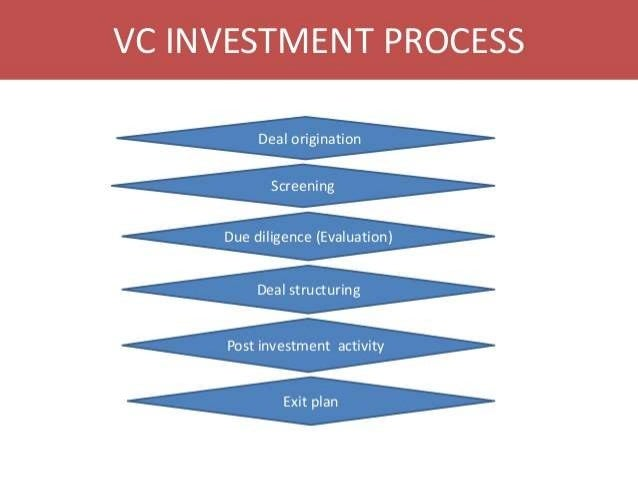 VC INVESTMENT PROCESS
Deal origination
Screening
Due diligence (Evaluation)
Deal structuring
Post investment activity
Exit plan